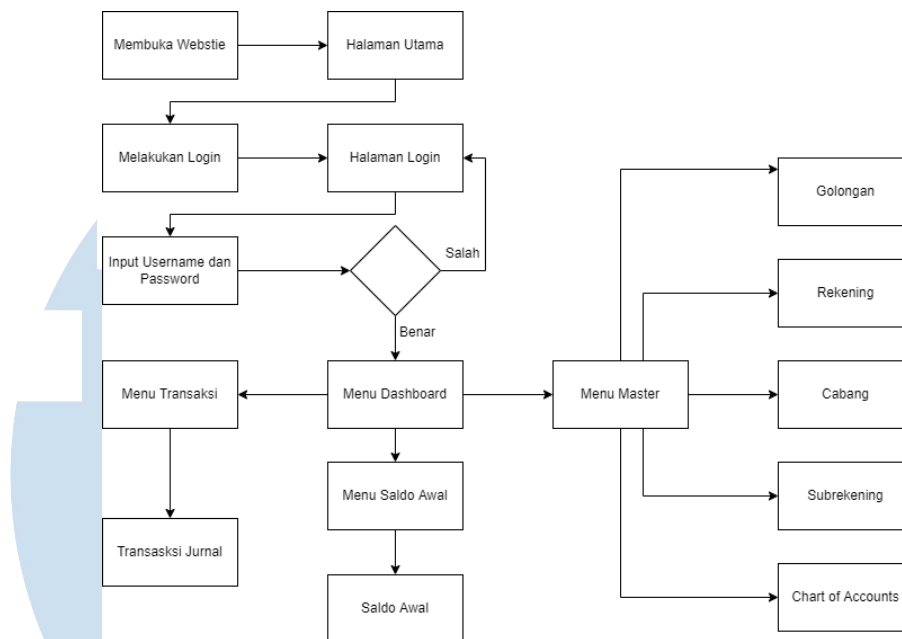 Membuka Webstie
Halaman Utama
Melakukan Login
Halaman Login
Golongan
Input Username dan
Password
Salah
Rekening
Benar
Menu Transaksi
Menu Dashboard
Menu Master
Cabang
Menu Saldo Awal
Subrekening
Transasksi Jurnal
Saldo Awal
Chart of Accounts